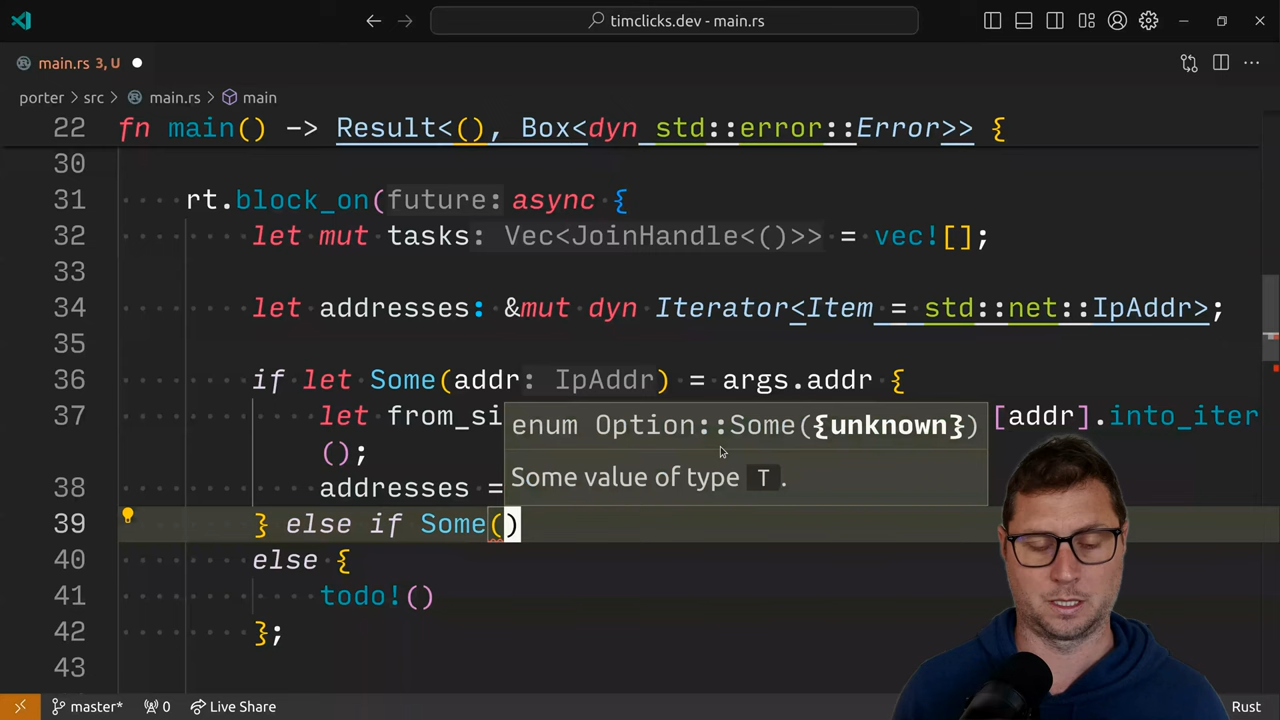 timclicks.dev - main.rs
main.rs 3, U
porter > src > main.rs > main
22 fn main() -> Result<(), Box<dyn std::error::Error>> {
30
31 rt.block_on(future: async {
32 let mut tasks: Vec<JoinHandle<()>> = vec![];
33
34 let addresses: &mut dyn Iterator<Item = std::net::IpAddr>;
35
36 if let Some(addr: IpAddr) = args.addr {
37 let from_si [addr].into_iter
();
enum Option::Some({unknown})
Some value of type T.
38 addresses =
39 } else if Some()
40 else {
41 todo!()
42 };
43
master* 0 Live Share Rust